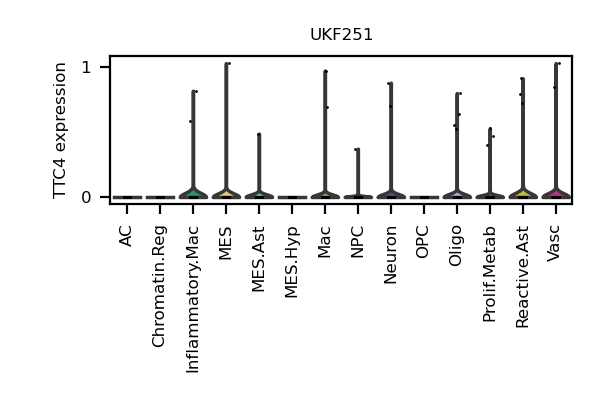 UKF251
TTC4 expression
1
0
AC
Chromatin.Reg
Inflammatory.Mac
MES
MES.Ast
MES.Hyp
Mac
NPC
Neuron
OPC
Oligo
Prolif.Metab
Reactive.Ast
Vasc